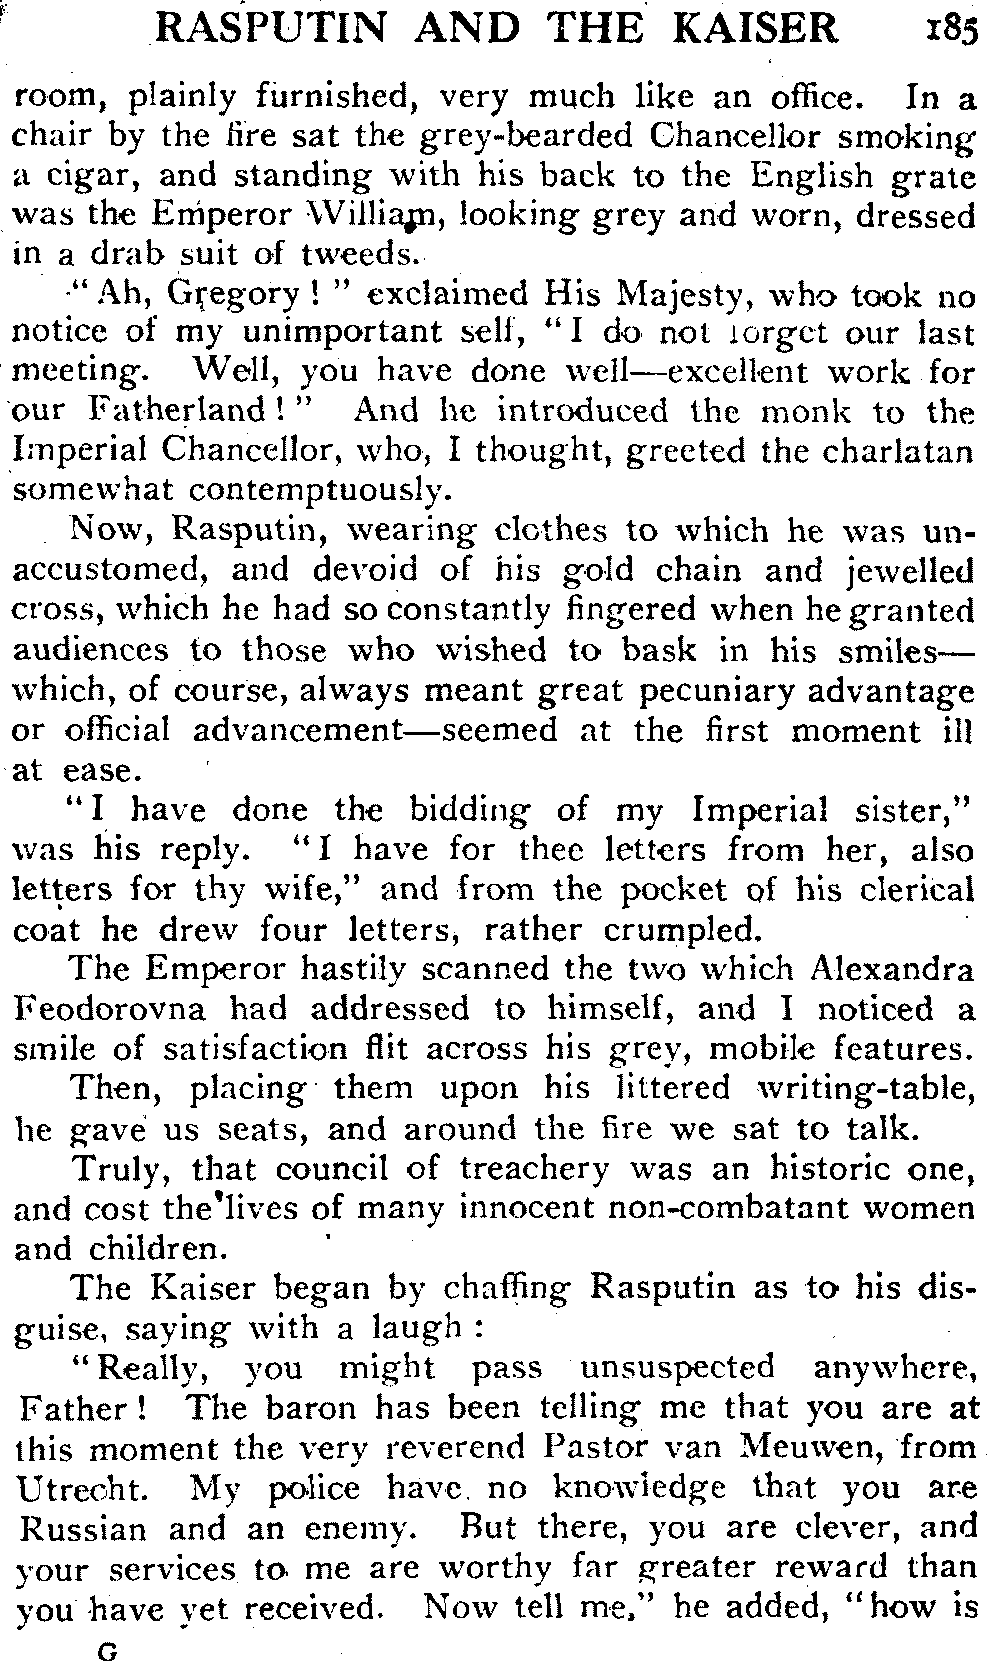 RASPUTIN AND THE KAISER 185
room, plainly furnished, very much like an office. In a
chair by the fire sat the grey-bearded Chancellor smoking
a cigar, and standing with his back to the English grate
was the Emperor William, looking grey and worn, dressed
in a drab suit of tweeds.
“Ah, Gregory!” exclaimed His Majesty, who took no
notice of my unimportant self, “I do not forget our last
meeting. Well, you have done well—excellent work for
our Fatherland!” And he introduced the monk to the
Imperial Chancellor, who, I thought, greeted the charlatan
somewhat contemptuously.
Now, Rasputin, wearing clothes to which he was un-
accustomed, and devoid of his gold chain and jewelled
cross, which he had so constantly fingered when he granted
audiences to those who wished to bask in his smiles—
which, of course, always meant great pecuniary advantage
or official advancement—seemed at the first moment ill
at ease.
“I have done the bidding of my Imperial sister,”
was his reply. “I have for thee letters from her, also
letters for thy wife,” and from the pocket of his clerical
coat he drew four letters, rather crumpled.
The Emperor hastily scanned the two which Alexandra
Feodorovna had addressed to himself, and I noticed a
smile of satisfaction flit across his grey, mobile features.
Then, placing them upon his littered writing-table,
he gave us seats, and around the fire we sat to talk.
Truly, that council of treachery was an historic one,
and cost the lives of many innocent non-combatant women
and children.
The Kaiser began by chaffing Rasputin as to his dis-
guise, saying with a laugh :
“Really, you might pass unsuspected anywhere,
Father! The baron has been telling me that you are at
this moment the very reverend Pastor van Meuwen, from
Utrecht. My police have no knowledge that you are
Russian and an enemy. But there, you are clever, and
your services to me are worthy far greater reward than
you have yet received. Now tell me,” he added, “how is
G